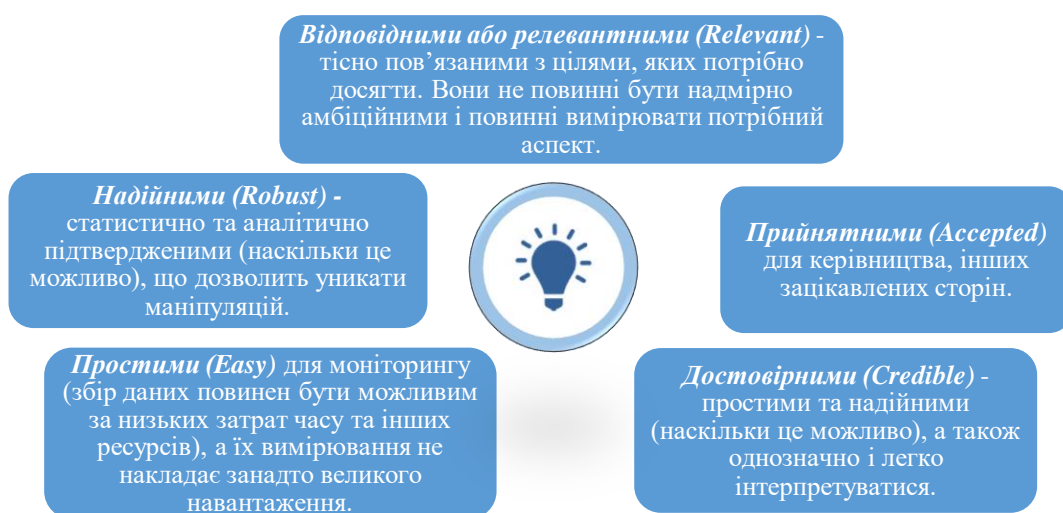 Відповідними або релевантними (Relevant) -
тісно пов’язаними з цілями, яких потрібно
досягти. Вони не повинні бути надмірно
амбіційними і повинні вимірювати потрібний
аспект.
Надійними (Robust) -
статистично та аналітично
підтвердженими (наскільки це
можливо), що дозволить уникати
маніпуляцій.
Прийнятними (Accepted)
для керівництва, інших
зацікавлених сторін.
Простими (Easy) для моніторингу
(збір даних повинен бути можливим
за низьких затрат часу та інших
ресурсів), а їх вимірювання не
накладає занадто великого
навантаження.
Достовірними (Credible) -
простими та надійними
(наскільки це можливо), а також
однозначно і легко
інтерпретуватися.